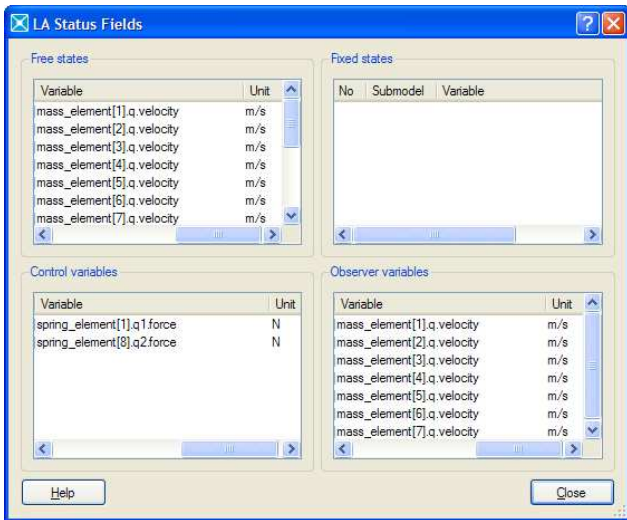 LA Status Fields
Free states
Variable Unit
mass_element[1].q.velocity m/s
mass_element[2].q.velocity m/s
mass_element[3].q.velocity m/s
mass_element[4].q.velocity m/s
mass_element[5].q.velocity m/s
mass_element[6].q.velocity m/s
mass_element[7].q.velocity m/s
Fixed states
No Submodel Variable
Control variables
Variable Unit
spring_element[1].q1.force N
spring_element[8].q2.force N
Observer variables
Variable Unit
mass_element[1].q.velocity m/s
mass_element[2].q.velocity m/s
mass_element[3].q.velocity m/s
mass_element[4].q.velocity m/s
mass_element[5].q.velocity m/s
mass_element[6].q.velocity m/s
mass_element[7].q.velocity m/s
Help Close